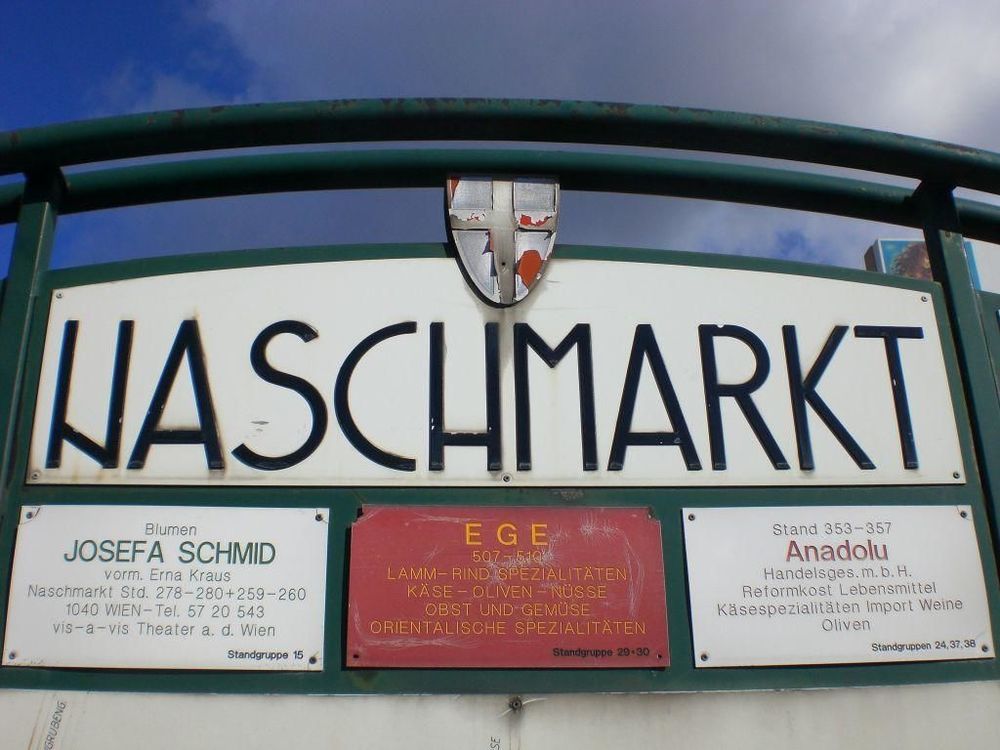 NASCHMARKT
Blumen
JOSEFA SCHMID
vorm. Erna Kraus
Naschmarkt Std. 278-280+259-260
1040 WIEN-Tel. 57 20 543
vis-a-vis Theater a. d. Wien
Standgruppe 15
EGE
507-510
LAMM-RIND SPEZIALITÄTEN
KÄSE-OLIVEN-NÜSSE
OBST UND GEMÜSE
ORIENTALISCHE SPEZIALITÄTEN
Standgruppe 29+30
Stand 353-357
Anadolu
Handelsges. m. b. H.
Reformkost Lebensmittel
Käsespezialitäten Import Weine
Oliven
Standgruppen 24, 37, 38